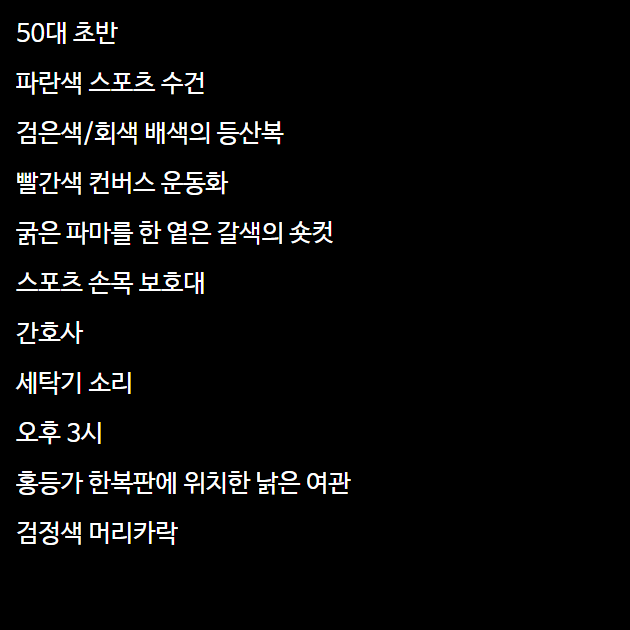 50대 초반
파란색 스포츠 수건
검은색/회색 배색의 등산복
빨간색 컨버스 운동화
굵은 파마를 한 옅은 갈색의 숏컷
스포츠 손목 보호대
간호사
세탁기 소리
오후 3시
홍등가 한복판에 위치한 낡은 여관
검정색 머리카락